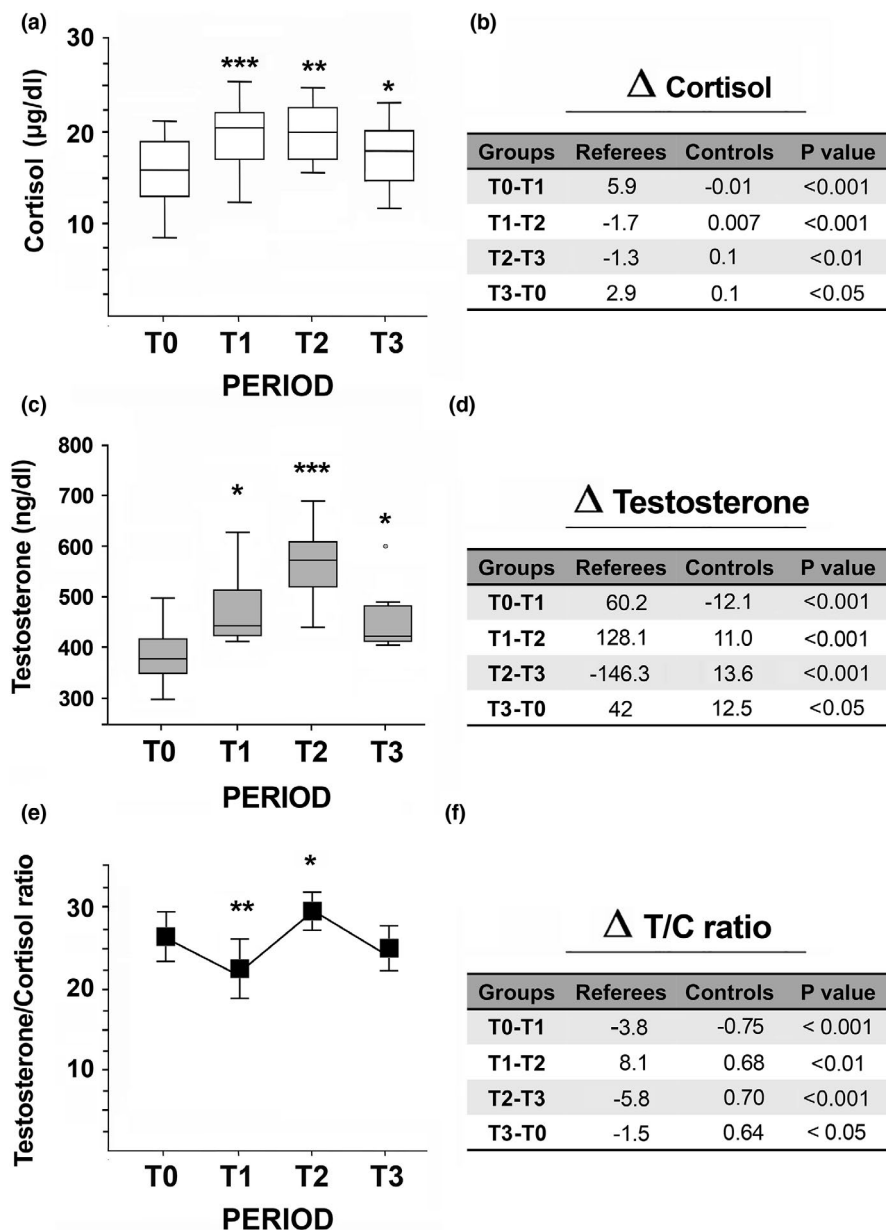 (a)
Cortisol (µg/dl)
30
20
10
***
**
*
T0 T1 T2 T3
PERIOD
(b)
Δ Cortisol
Groups Referees Controls P value
T0-T1 5.9 -0.01 <0.001
T1-T2 -1.7 0.007 <0.001
T2-T3 -1.3 0.1 <0.01
T3-T0 2.9 0.1 <0.05
(c)
Testosterone (ng/dl)
800
700
600
500
400
300
*
***
*
T0 T1 T2 T3
PERIOD
(d)
Δ Testosterone
Groups Referees Controls P value
T0-T1 60.2 -12.1 <0.001
T1-T2 128.1 11.0 <0.001
T2-T3 -146.3 13.6 <0.001
T3-T0 42 12.5 <0.05
(e)
Testosterone/Cortisol ratio
30
20
10
**
*
T0 T1 T2 T3
PERIOD
(f)
Δ T/C ratio
Groups Referees Controls P value
T0-T1 -3.8 -0.75 < 0.001
T1-T2 8.1 0.68 <0.01
T2-T3 -5.8 0.70 <0.001
T3-T0 -1.5 0.64 < 0.05